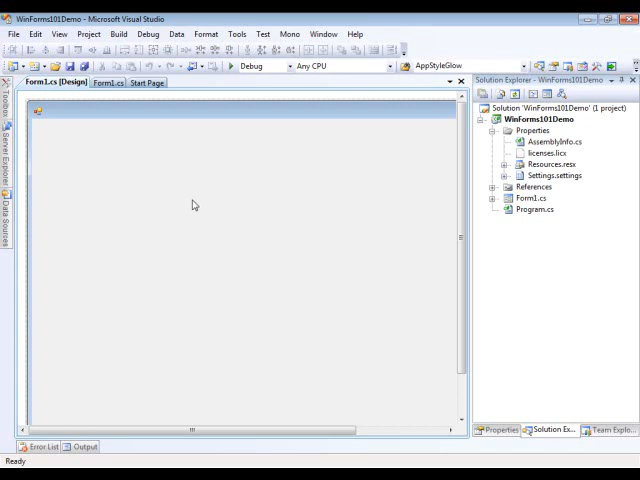 WinForms101Demo - Microsoft Visual Studio
File Edit View Project Build Debug Data Format Tools Test Mono Window Help
Debug Any CPU AppStyleGlow
Form1.cs [Design] Form1.cs Start Page
Toolbox
Server Explorer
Data Sources
Solution Explorer - WinForms101Demo
Solution 'WinForms101Demo' (1 project)
WinForms101Demo
Properties
AssemblyInfo.cs
licenses.licx
Resources.resx
Settings.settings
References
Form1.cs
Program.cs
Properties Solution Ex... Team Explo...
Error List Output
Ready